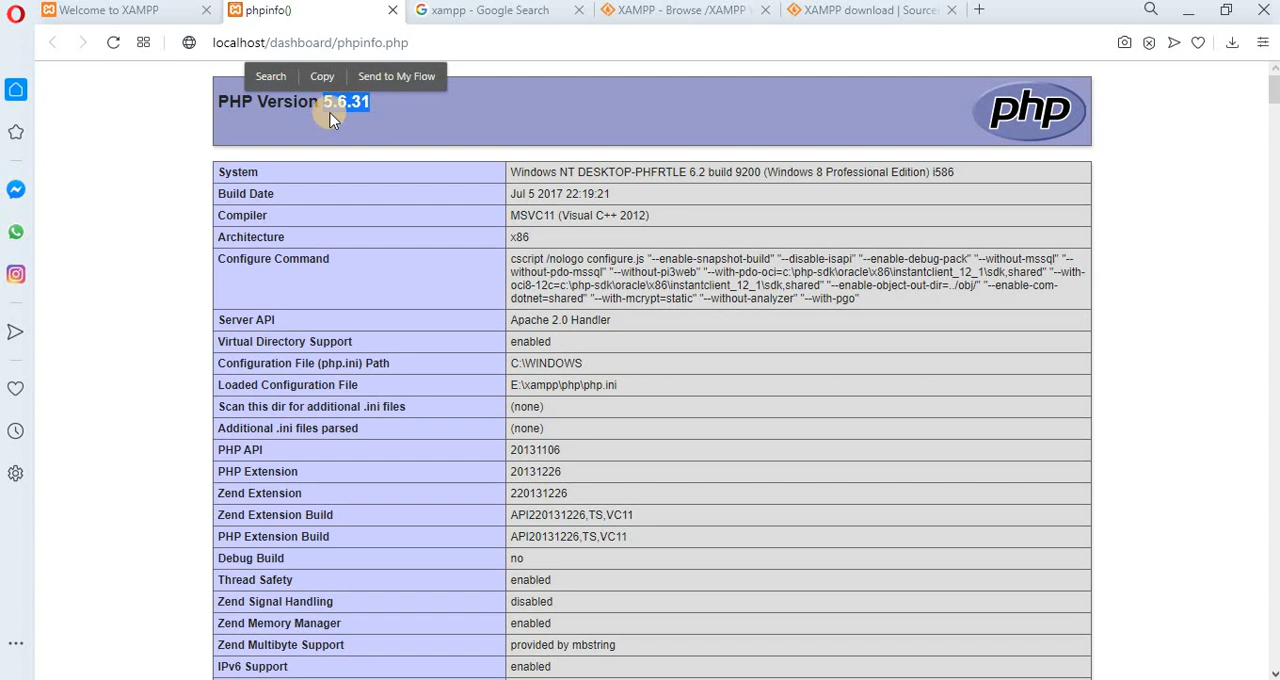 Welcome to XAMPP
phpinfo()
xampp - Google Search
XAMPP - Browse /XAMPP
XAMPP download | Source
localhost/dashboard/phpinfo.php
Search Copy Send to My Flow
PHP Version 5.6.31
php
System Windows NT DESKTOP-PHFRTLE 6.2 build 9200 (Windows 8 Professional Edition) i586
Build Date Jul 5 2017 22:19:21
Compiler MSVC11 (Visual C++ 2012)
Architecture x86
Configure Command cscript /nologo configure.js "--enable-snapshot-build" "--disable-isapi" "--enable-debug-pack" "--without-mssql" "--
without-pdo-mssql" "--without-pi3web" "--with-pdo-oci=c:\php-sdk\oracle\x86\instantclient_12_1\sdk,shared" "--with-
oci8-12c=c:\php-sdk\oracle\x86\instantclient_12_1\sdk,shared" "--enable-object-out-dir=../obj/" "--enable-com-
dotnet=shared" "--with-mcrypt=static" "--without-analyzer" "--with-pgo"
Server API Apache 2.0 Handler
Virtual Directory Support enabled
Configuration File (php.ini) Path C:\WINDOWS
Loaded Configuration File E:\xampp\php\php.ini
Scan this dir for additional .ini files (none)
Additional .ini files parsed (none)
PHP API 20131106
PHP Extension 20131226
Zend Extension 220131226
Zend Extension Build API220131226,TS,VC11
PHP Extension Build API20131226,TS,VC11
Debug Build no
Thread Safety enabled
Zend Signal Handling disabled
Zend Memory Manager enabled
Zend Multibyte Support provided by mbstring
IPv6 Support enabled